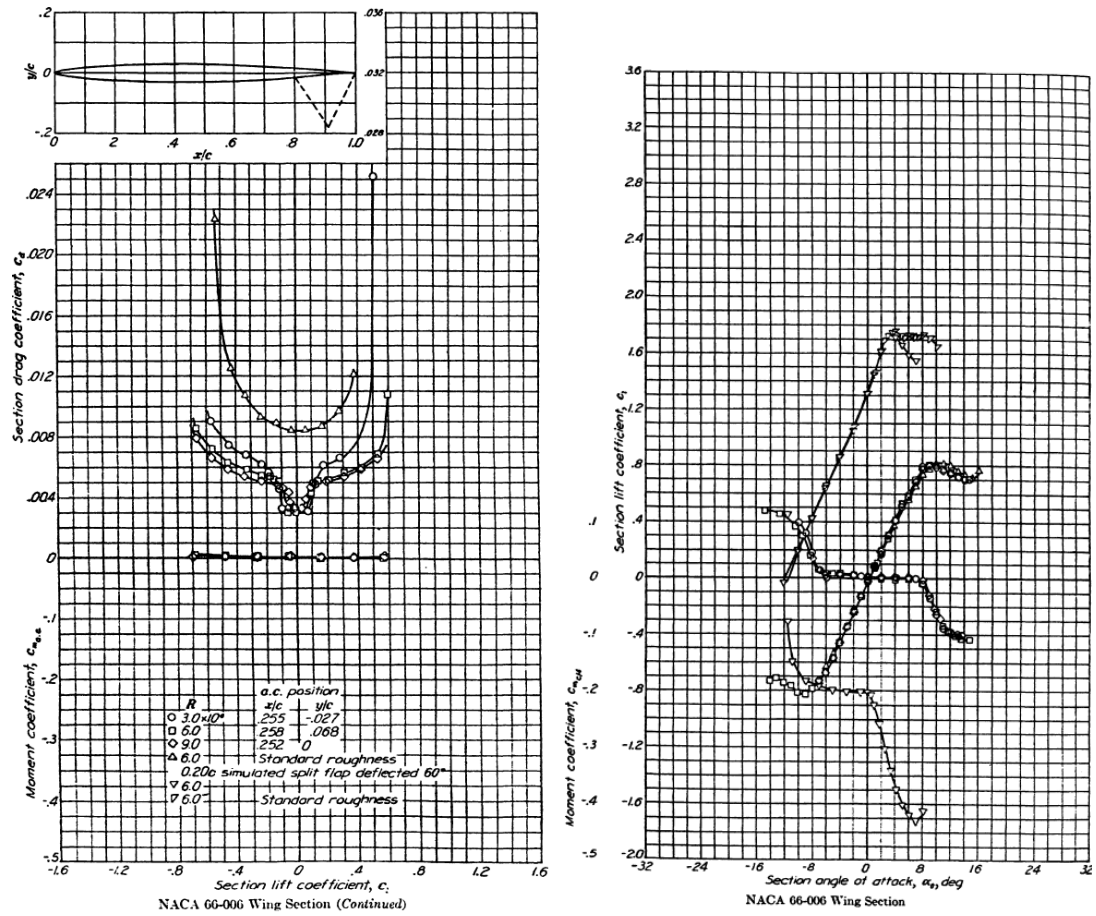 .2
0
-.2
y/c
0
.2
.4
.6
.8
1.0
x/c
.036
.032
.028
.024
.020
.016
.012
.008
.004
0
-.1
-.2
-.3
-.4
-.5
Section drag coefficient, cd
Moment coefficient, cm a.c.
R
a.c. position
x/c y/c
3.0×10⁶ .255 -.027
6.0 .258 -.068
9.0 .252 0
6.0 Standard roughness
0.20c simulated split flap deflected 60°
6.0
6.0 Standard roughness
-1.6 -1.2 -.8 -.4 0 .4 .8 1.2 1.6
Section lift coefficient, c
NACA 66-006 Wing Section (Continued)
3.6
3.2
2.8
2.4
2.0
1.6
1.2
.8
.4
0
-.4
-.8
-1.2
-1.6
-2.0
Section lift coefficient, cl
.1
0
-.1
-.2
-.3
-.4
-.5
Moment coefficient, cm c/4
-32 -24 -16 -8 0 8 16 24 32
Section angle of attack, α₀, deg
NACA 66-006 Wing Section